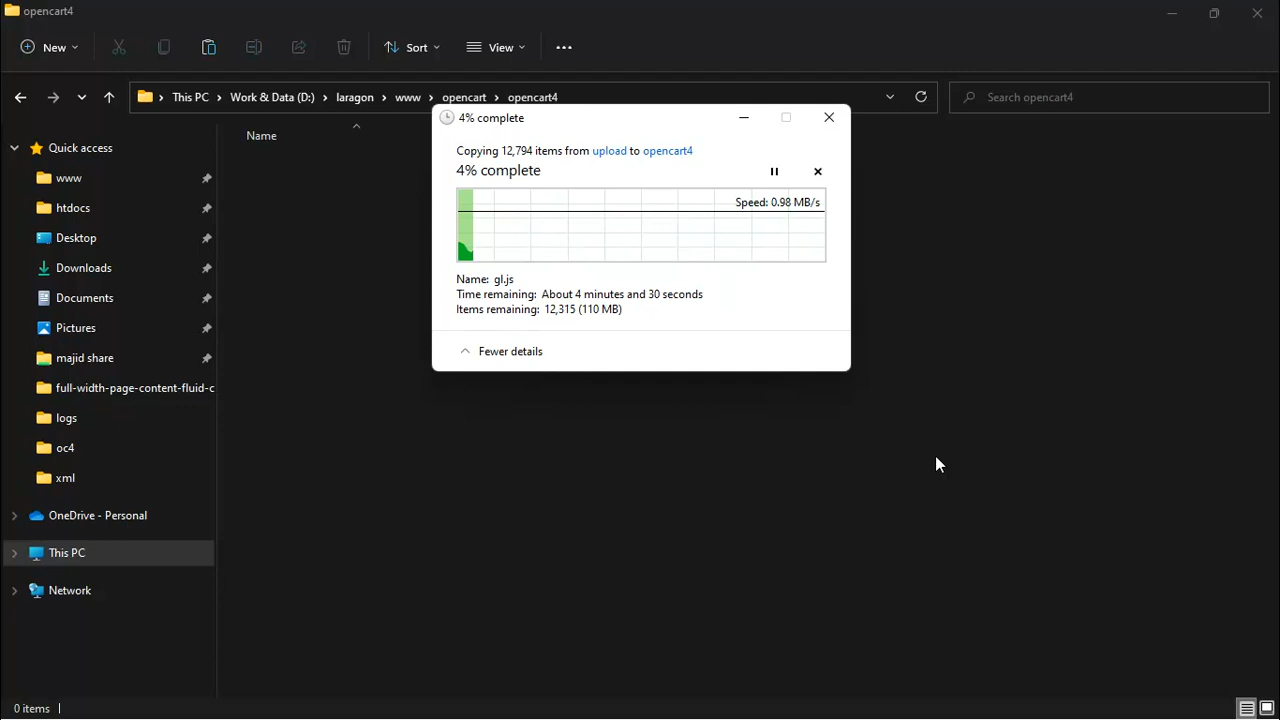 opencart4
New
Sort
View
This PC > Work & Data (D:) > laragon > www > opencart > opencart4
Search opencart4
Name
Quick access
www
htdocs
Desktop
Downloads
Documents
Pictures
majid share
full-width-page-content-fluid-c
logs
oc4
xml
OneDrive - Personal
This PC
Network
4% complete
Copying 12,794 items from upload to opencart4
4% complete
Speed: 0.98 MB/s
Name: gl.js
Time remaining: About 4 minutes and 30 seconds
Items remaining: 12,315 (110 MB)
Fewer details
0 items